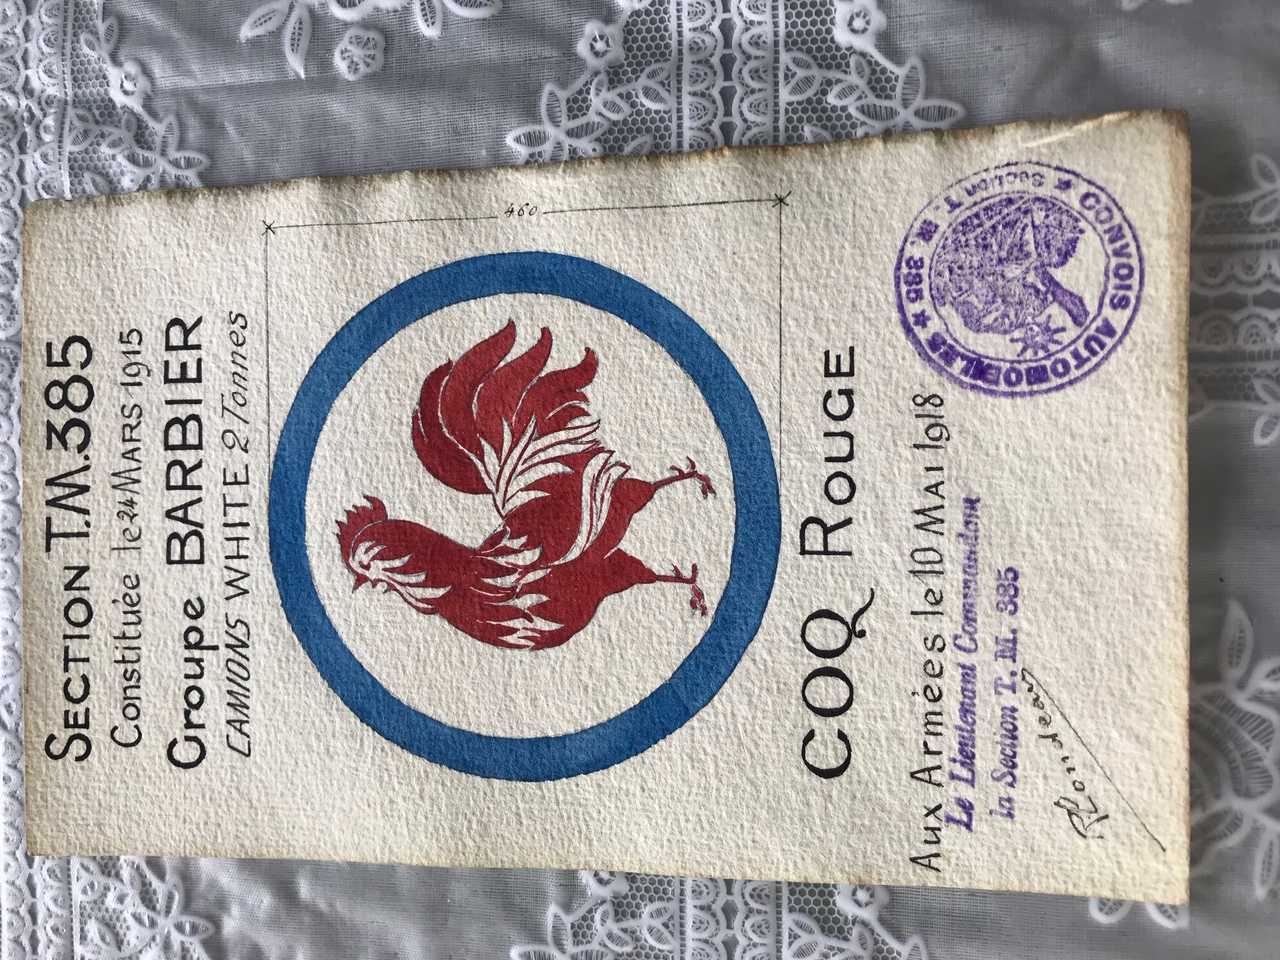 SECTION T.M.385
Constituée le 24 MARS 1915
Groupe BARBIER
CAMIONS WHITE 2 Tonnes
460
COQ ROUGE
AUX ARMÉES le 10 MAI 1918
Le Lieutenant Commandant
la Section T. M. 385
★ CONVOIS AUTOMOBILES ★
Section T. M. 385